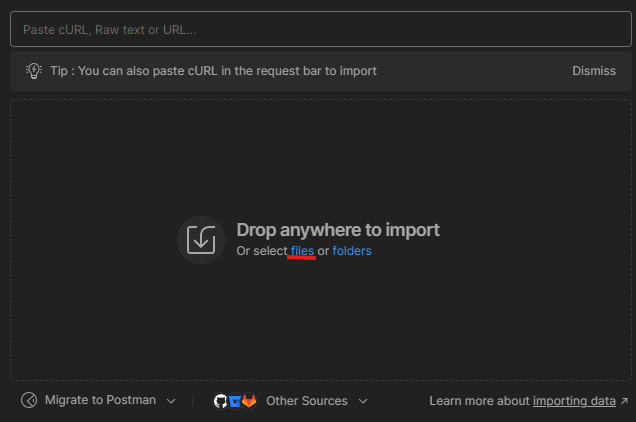 Paste cURL, Raw text or URL...
Tip : You can also paste cURL in the request bar to import
Dismiss
Drop anywhere to import
Or select files or folders
Migrate to Postman
Other Sources
Learn more about importing data ↗